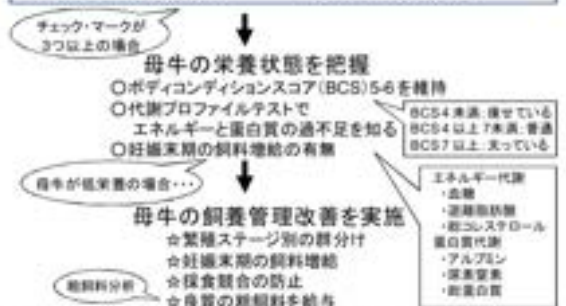 チェック・マークが
3つ以上の場合
母牛の栄養状態を把握
○ボディコンディションスコア(BCS)5-6を維持
○代謝プロファイルテストで
エネルギーと蛋白質の過不足を知る
○妊娠末期の飼料増給の有無
BCS4未満:痩せている
BCS4以上7未満:普通
BCS7以上:太っている
母牛が低栄養の場合・・・
エネルギー代謝
・血糖
・遊離脂肪酸
・総コレステロール
蛋白質代謝
・アルブミン
・尿素窒素
・総蛋白質
母牛の飼養管理改善を実施
☆繁殖ステージ別の群分け
☆妊娠末期の飼料増給
☆採食競合の防止
☆良質の粗飼料を給与
粗飼料分析